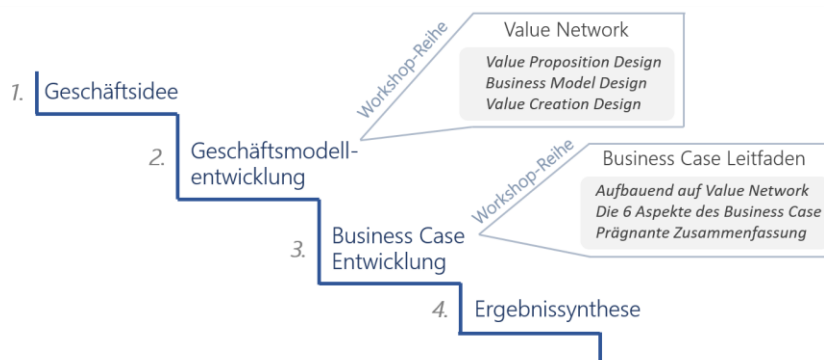 1. Geschäftsidee
2. Geschäftsmodell-
entwicklung
Workshop-Reihe
Value Network
Value Proposition Design
Business Model Design
Value Creation Design
3. Business Case
Entwicklung
Workshop-Reihe
Business Case Leitfaden
Aufbauend auf Value Network
Die 6 Aspekte des Business Case
Prägnante Zusammenfassung
4. Ergebnissynthese